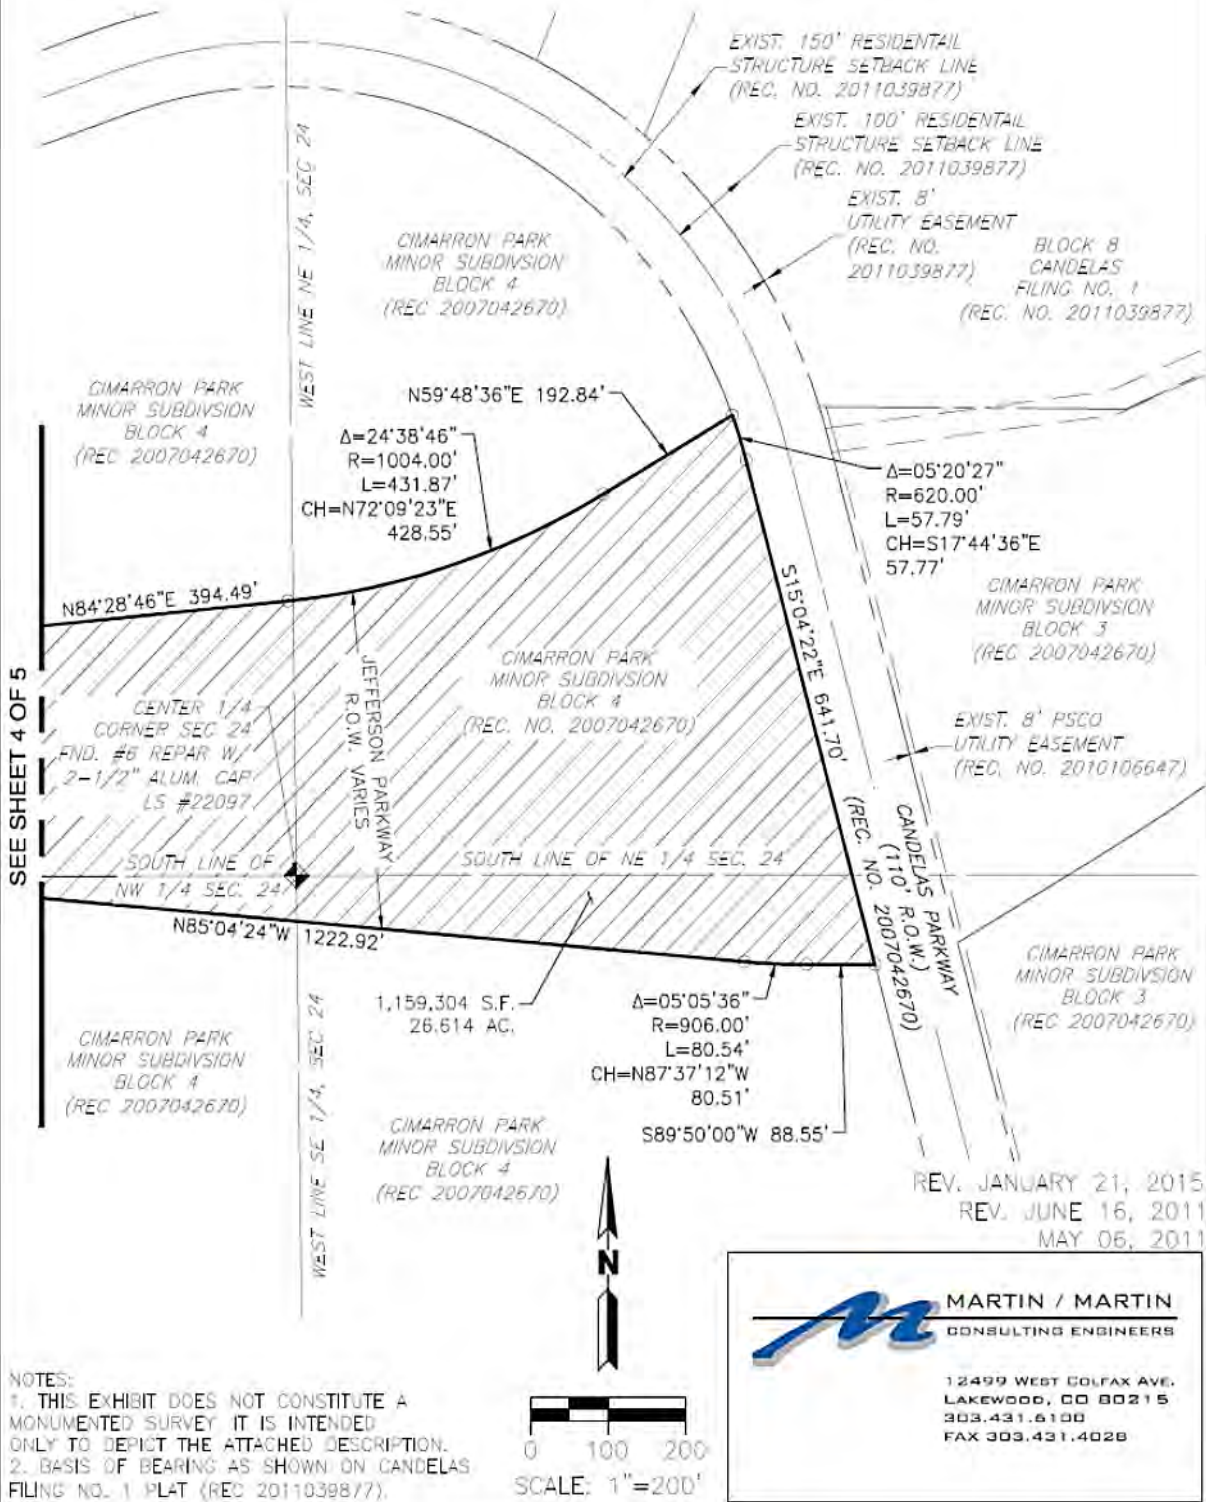 EXIST. 150' RESIDENTAIL
STRUCTURE SETBACK LINE
(REC. NO. 2011039877)
EXIST. 100' RESIDENTAIL
STRUCTURE SETBACK LINE
(REC. NO. 2011039877)
EXIST. 8'
UTILITY EASEMENT
(REC. NO.
2011039877)
BLOCK 8
CANDELAS
FILING NO. 1
(REC. NO. 2011039877)
WEST LINE NE 1/4, SEC 24
CIMARRON PARK
MINOR SUBDIVSION
BLOCK 4
(REC 2007042670)
CIMARRON PARK
MINOR SUBDIVSION
BLOCK 4
(REC 2007042670)
N59°48'36"E 192.84'
Δ=24°38'46"
R=1004.00'
L=431.87'
CH=N72°09'23"E
428.55'
Δ=05°20'27"
R=620.00'
L=57.79'
CH=S17°44'36"E
57.77'
N84°28'46"E 394.49'
S15°04'22"E 641.70'
CIMARRON PARK
MINOR SUBDIVSION
BLOCK 3
(REC 2007042670)
SEE SHEET 4 OF 5
CENTER 1/4
CORNER SEC 24
FND. #6 REPAR W/
2-1/2" ALUM. CAP
LS #22097
JEFFERSON PARKWAY
R.O.W. VARIES
CIMARRON PARK
MINOR SUBDIVSION
BLOCK 4
(REC. NO. 2007042670)
EXIST. 8' PSCO
UTILITY EASEMENT
(REC. NO. 2010106647)
CANDELAS PARKWAY
(110' R.O.W.)
(REC. NO. 2007042670)
SOUTH LINE OF
NW 1/4 SEC. 24
SOUTH LINE OF NE 1/4 SEC. 24
N85°04'24"W 1222.92'
1,159,304 S.F.
26.614 AC.
Δ=05°05'36"
R=906.00'
L=80.54'
CH=N87°37'12"W
80.51'
S89°50'00"W 88.55'
CIMARRON PARK
MINOR SUBDIVSION
BLOCK 3
(REC 2007042670)
CIMARRON PARK
MINOR SUBDIVSION
BLOCK 4
(REC 2007042670)
WEST LINE SE 1/4, SEC 24
CIMARRON PARK
MINOR SUBDIVSION
BLOCK 4
(REC 2007042670)
REV. JANUARY 21, 2015
REV. JUNE 16, 2011
MAY 06, 2011
N
MARTIN / MARTIN
CONSULTING ENGINEERS
12499 WEST COLFAX AVE.
LAKEWOOD, CO 80215
303.431.6100
FAX 303.431.4028
NOTES:
1. THIS EXHIBIT DOES NOT CONSTITUTE A
MONUMENTED SURVEY IT IS INTENDED
ONLY TO DEPICT THE ATTACHED DESCRIPTION.
2. BASIS OF BEARING AS SHOWN ON CANDELAS
FILING NO. 1 PLAT (REC 2011039877).
0 100 200
SCALE: 1"=200'